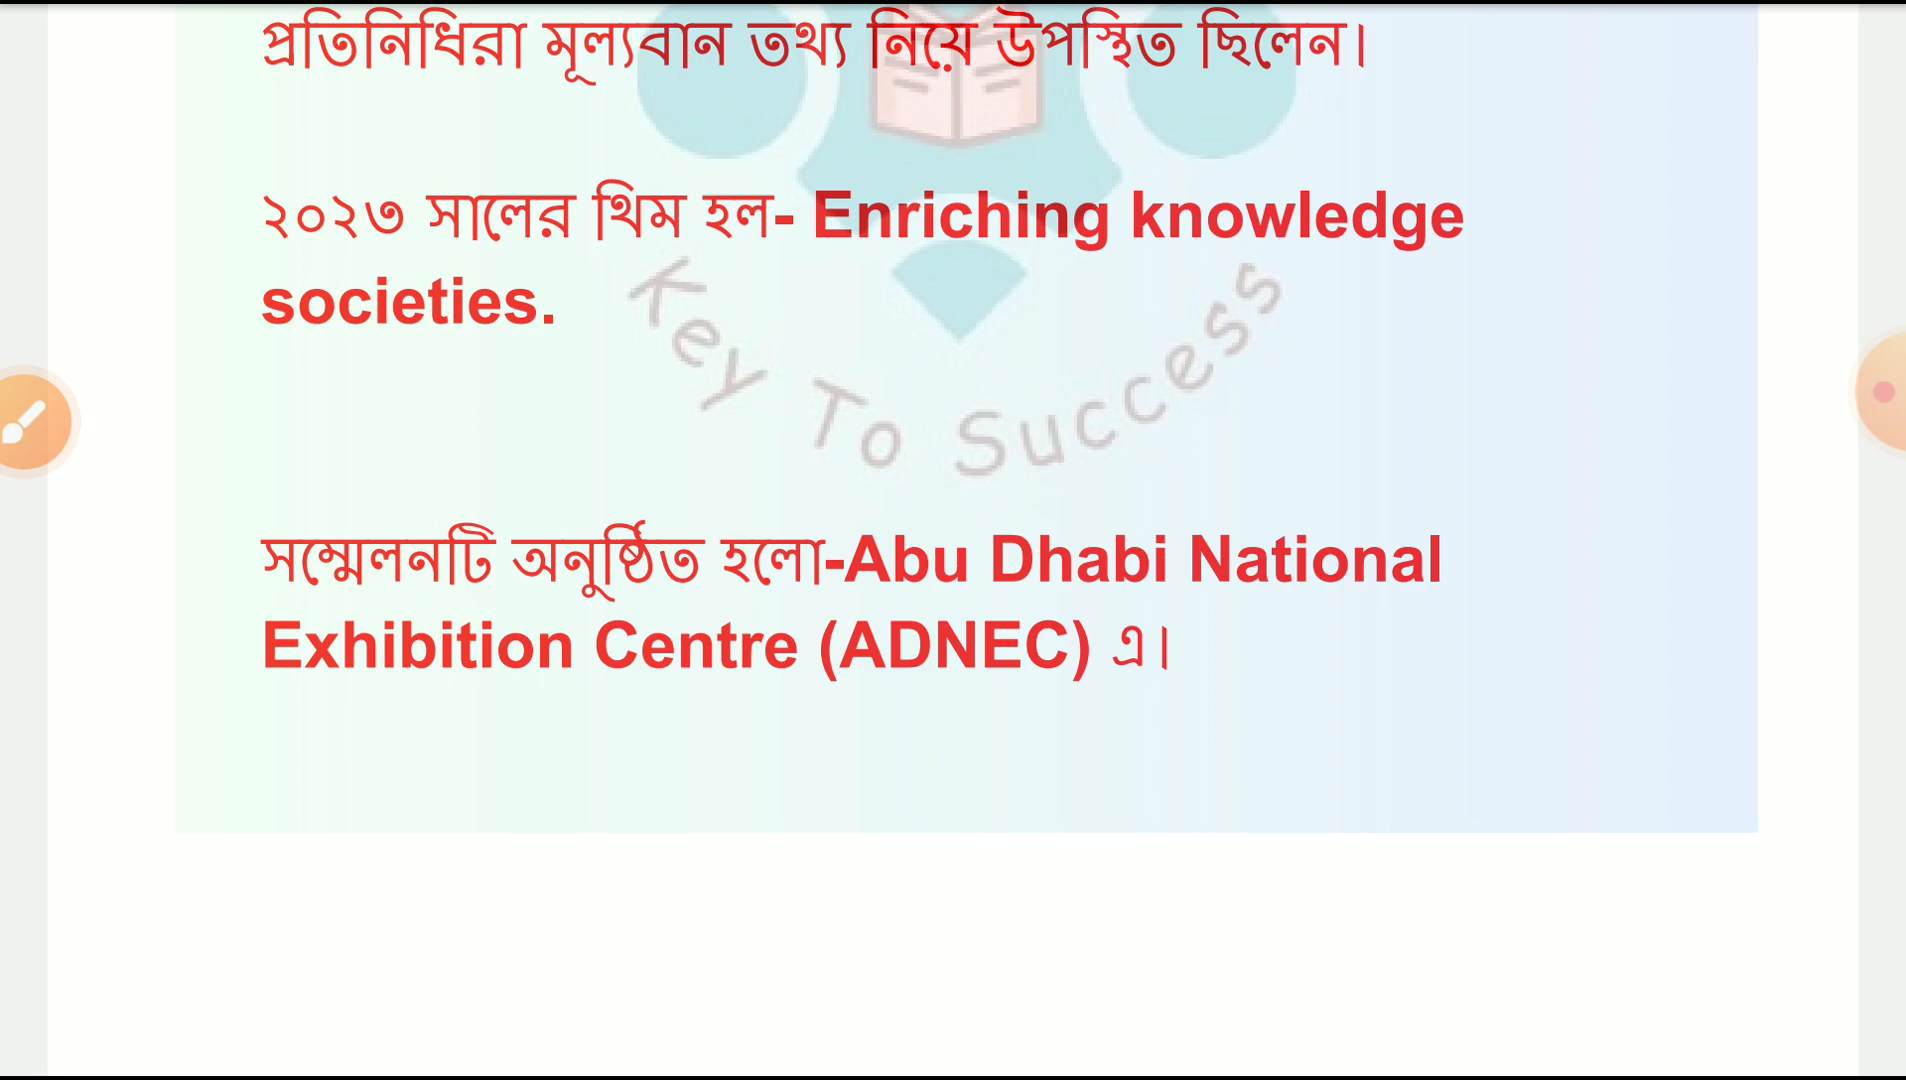 প্রতিনিধিরা মূল্যবান তথ্য নিয়ে উপস্থিত ছিলেন।
২০২৩ সালের থিম হল- Enriching knowledge
societies.
Key To Success
সম্মেলনটি অনুষ্ঠিত হলো-Abu Dhabi National
Exhibition Centre (ADNEC) এ।